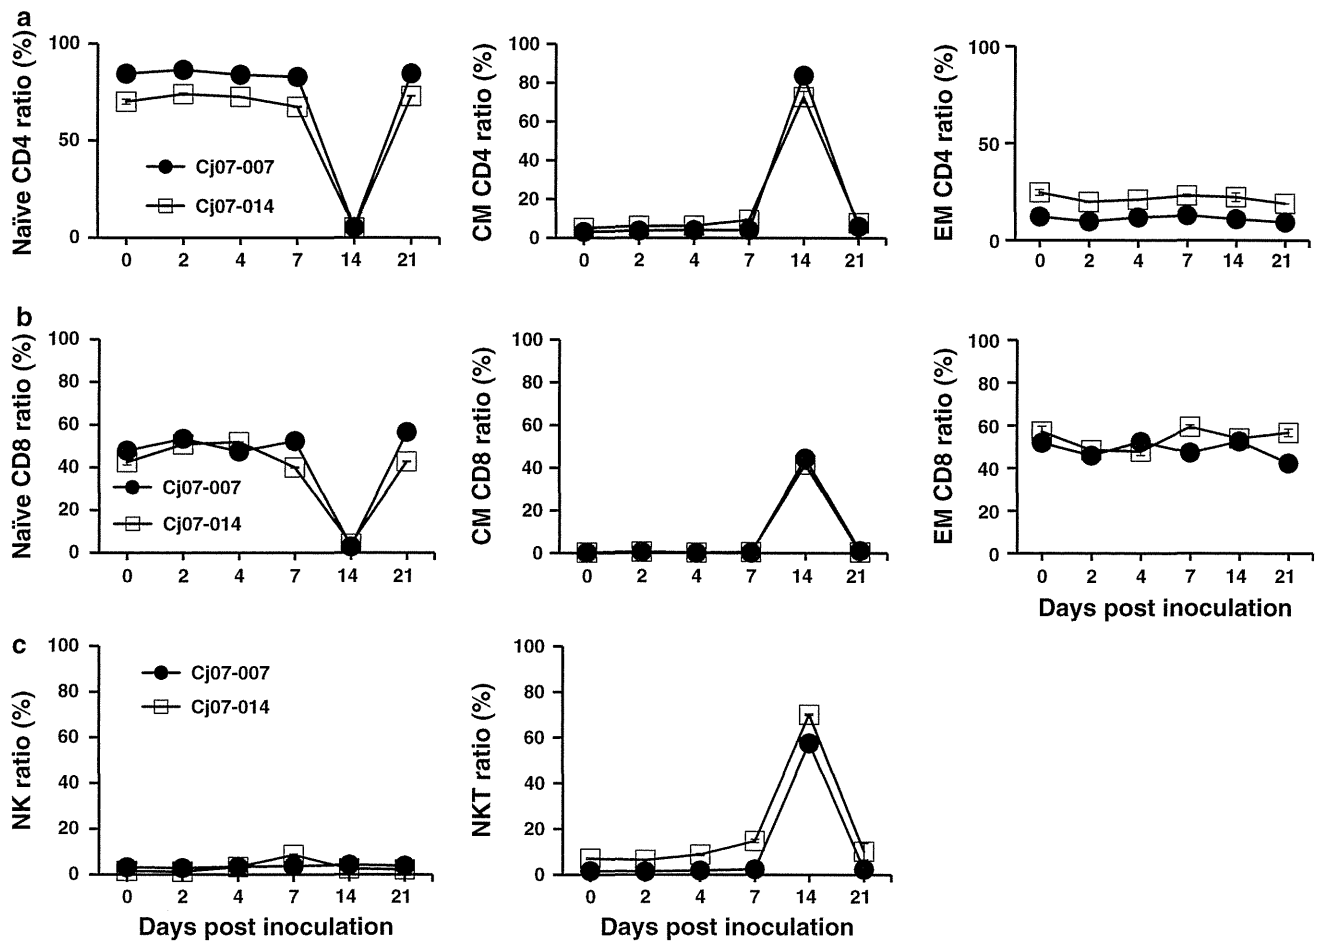 a
Naïve CD4 ratio (%)
100
50
0
Cj07-007
Cj07-014
0 2 4 7 14 21
CM CD4 ratio (%)
100
80
60
40
20
0
0 2 4 7 14 21
EM CD4 ratio (%)
100
50
0
0 2 4 7 14 21
b
Naïve CD8 ratio (%)
100
80
60
40
20
0
Cj07-007
Cj07-014
0 2 4 7 14 21
CM CD8 ratio (%)
100
80
60
40
20
0
0 2 4 7 14 21
EM CD8 ratio (%)
100
80
60
40
20
0
0 2 4 7 14 21
Days post inoculation
c
NK ratio (%)
100
80
60
40
20
0
Cj07-007
Cj07-014
0 2 4 7 14 21
Days post inoculation
NKT ratio (%)
100
80
60
40
20
0
0 2 4 7 14 21
Days post inoculation